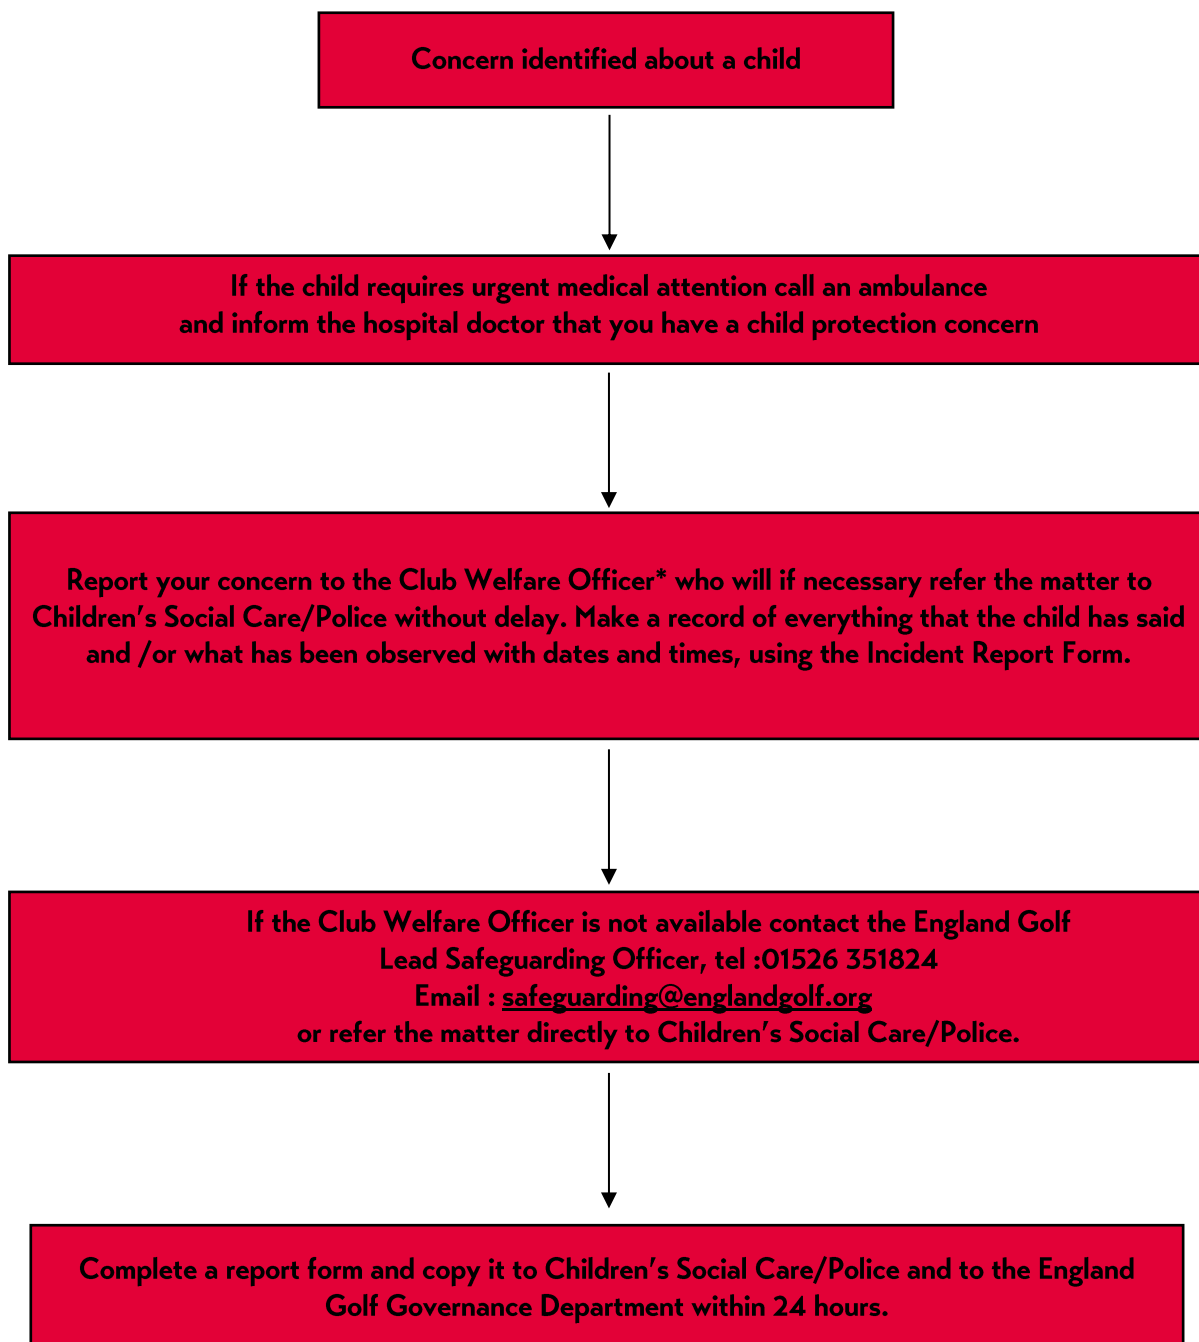 Concern identified about a child
If the child requires urgent medical attention call an ambulance
and inform the hospital doctor that you have a child protection concern
Report your concern to the Club Welfare Officer* who will if necessary refer the matter to
Children’s Social Care/Police without delay. Make a record of everything that the child has said
and /or what has been observed with dates and times, using the Incident Report Form.
If the Club Welfare Officer is not available contact the England Golf
Lead Safeguarding Officer, tel :01526 351824
Email : safeguarding@englandgolf.org
or refer the matter directly to Children’s Social Care/Police.
Complete a report form and copy it to Children’s Social Care/Police and to the England
Golf Governance Department within 24 hours.